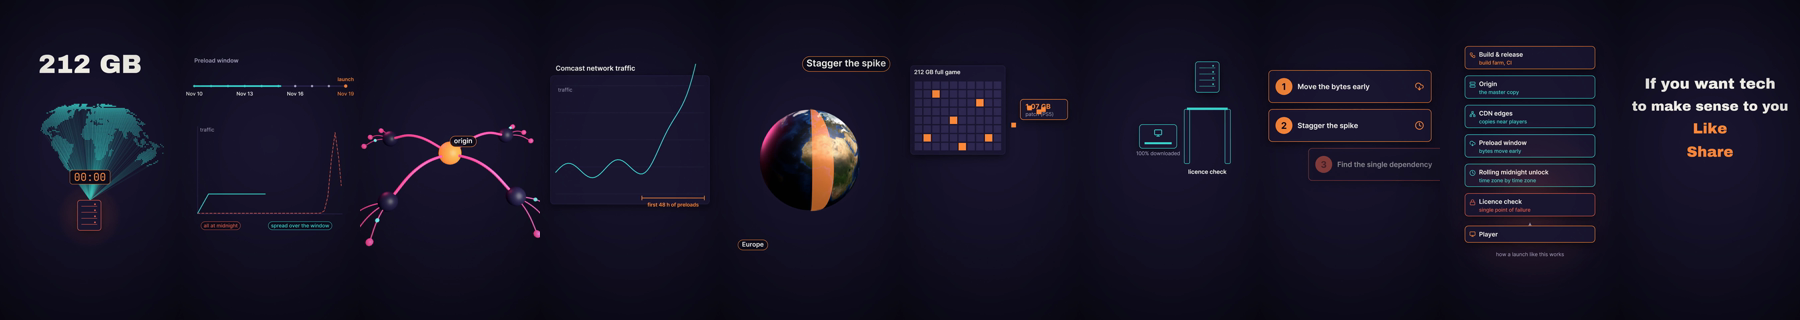 212 GB
00:00
Preload window
launch
Nov 10
Nov 13
Nov 16
Nov 19
traffic
all at midnight
spread over the window
origin
Comcast network traffic
traffic
first 48 h of preloads
Stagger the spike
Europe
212 GB full game
patch (PS5)
100% downloaded
licence check
1
Move the bytes early
2
Stagger the spike
3
Find the single dependency
Build & release
build farm, CI
Origin
the master copy
CDN edges
copies near players
Preload window
bytes move early
Rolling midnight unlock
time zone by time zone
Licence check
single point of failure
Player
how a launch like this works
If you want tech
to make sense to you
Like
Share